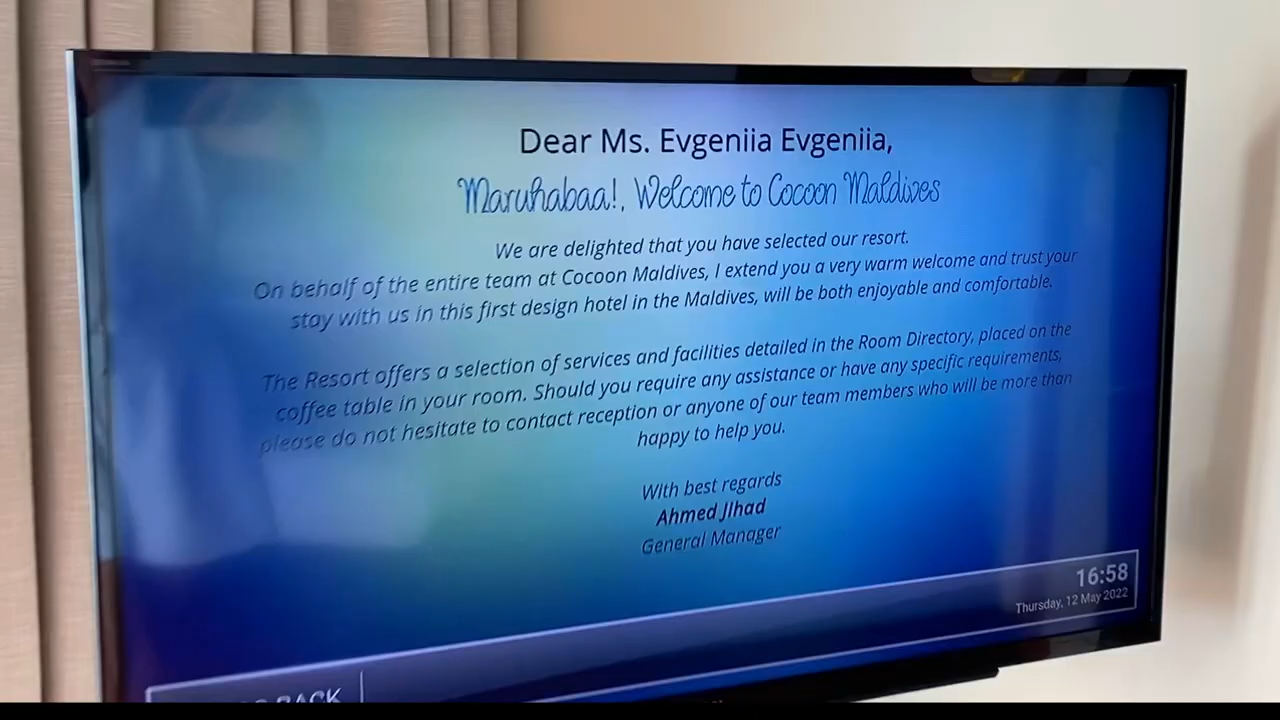 Dear Ms. Evgeniia Evgeniia,
Maruhabaa!, Welcome to Cocoon Maldives
We are delighted that you have selected our resort.
On behalf of the entire team at Cocoon Maldives, I extend you a very warm welcome and trust your
stay with us in this first design hotel in the Maldives, will be both enjoyable and comfortable.
The Resort offers a selection of services and facilities detailed in the Room Directory, placed on the
coffee table in your room. Should you require any assistance or have any specific requirements,
please do not hesitate to contact reception or anyone of our team members who will be more than
happy to help you.
With best regards
Ahmed Jihad
General Manager
16:58
Thursday, 12 May 2022
BACK